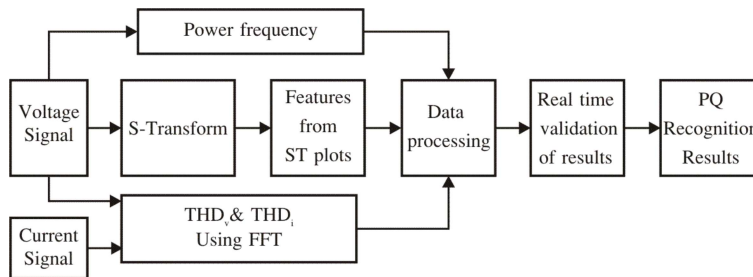 Power frequency
Voltage
Signal
S-Transform
Features
from
ST plots
Data
processing
Real time
validation
of results
PQ
Recognition
Results
THDv& THDi
Using FFT
Current
Signal